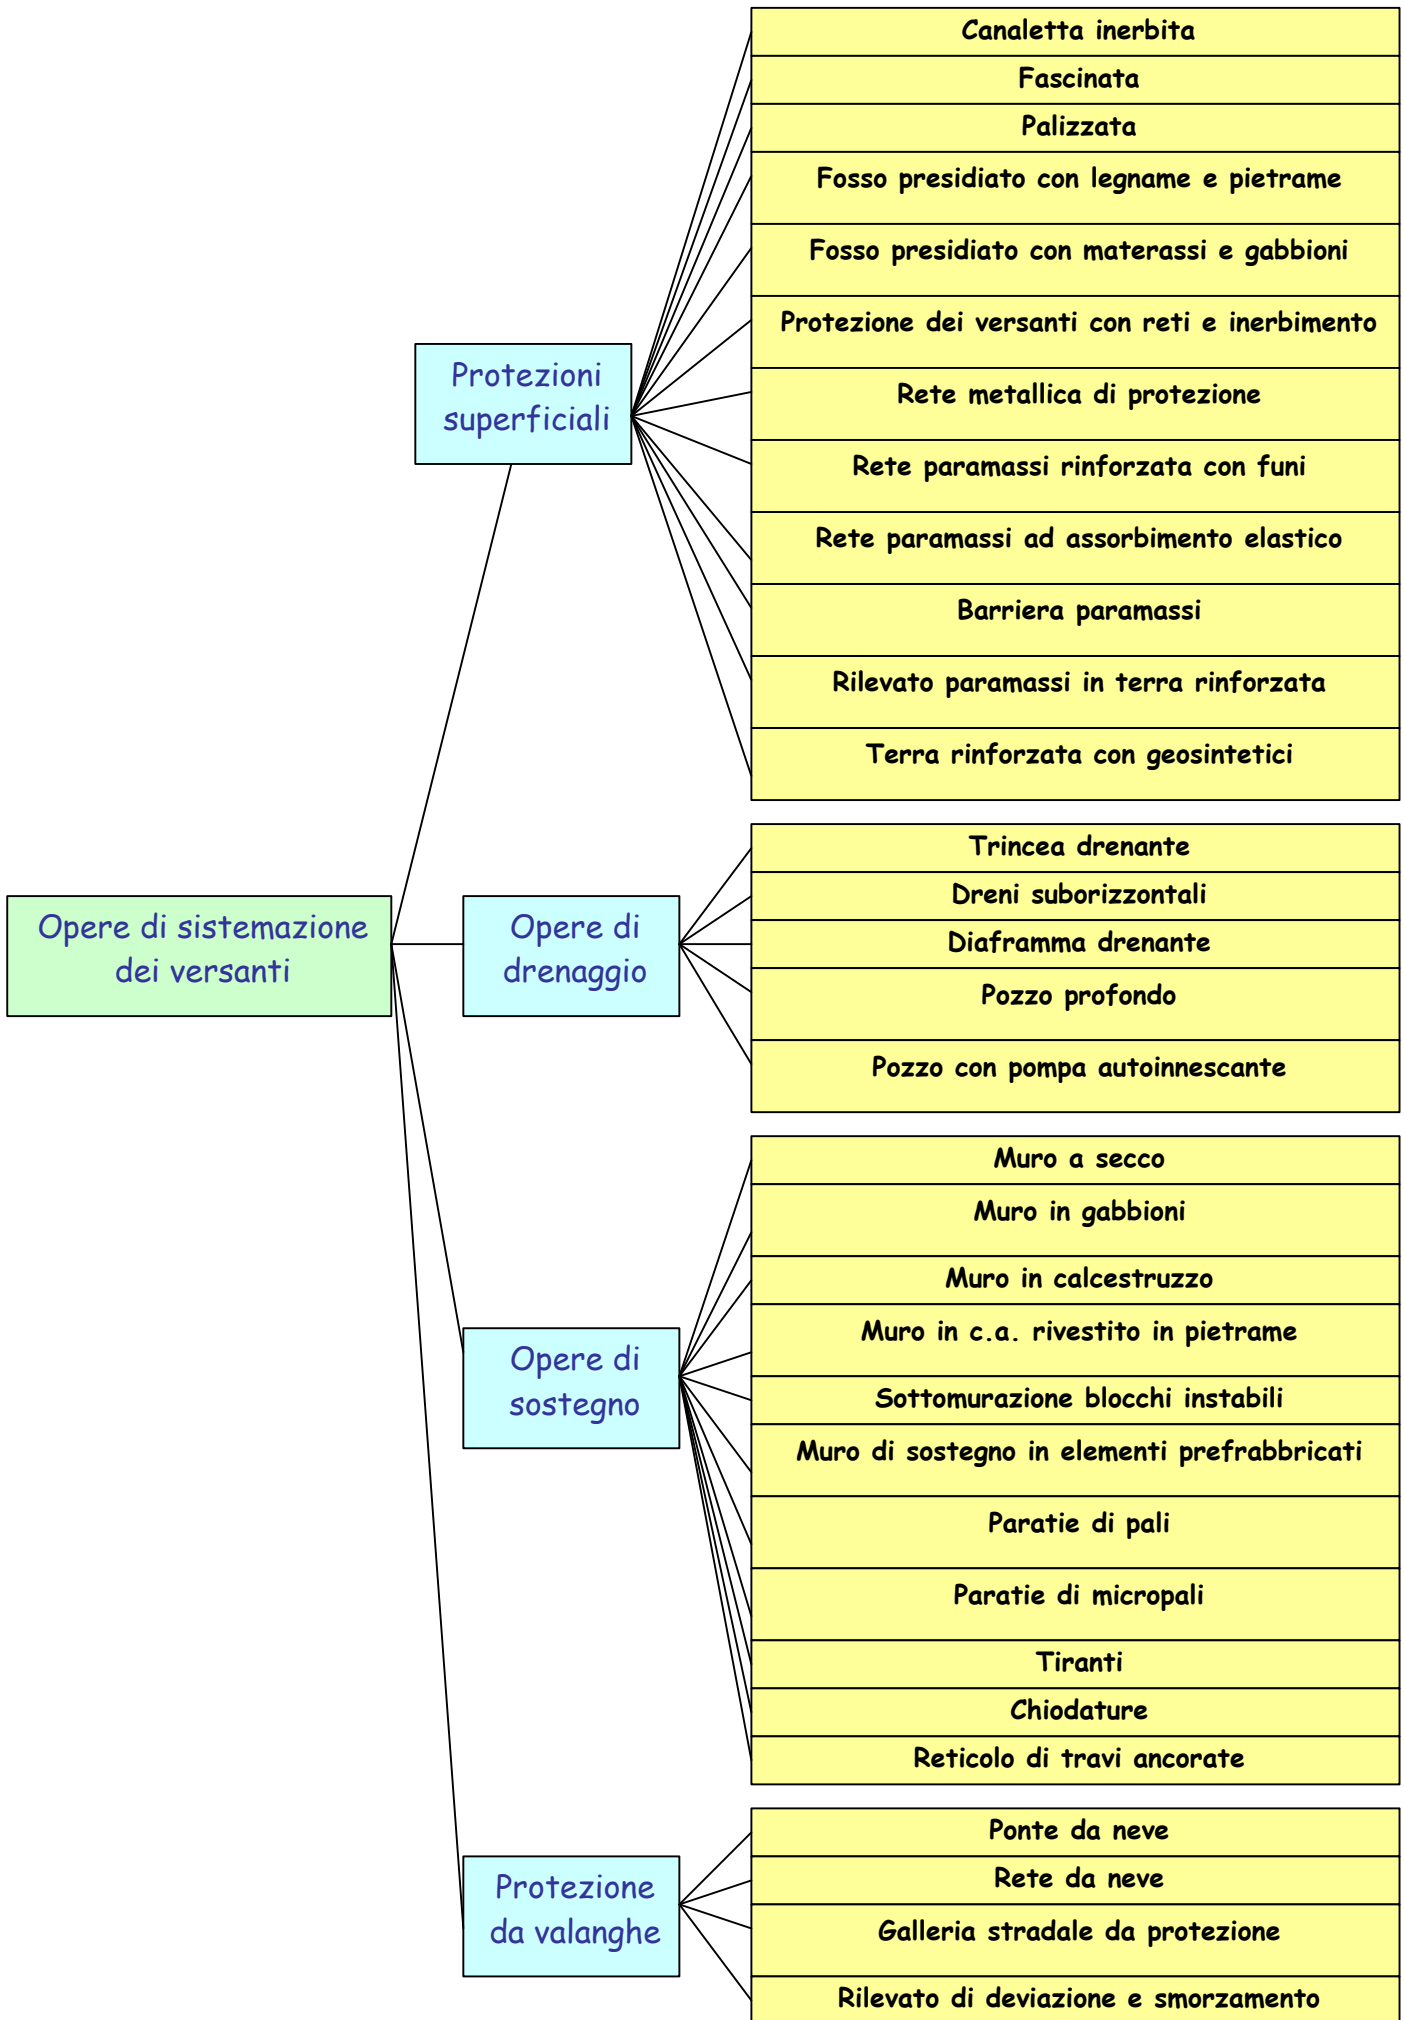 Canaletta inerbita
Fascinata
Palizzata
Fosso presidiato con legname e pietrame
Fosso presidiato con materassi e gabbioni
Protezione dei versanti con reti e inerbimento
Rete metallica di protezione
Rete paramassi rinforzata con funi
Rete paramassi ad assorbimento elastico
Barriera paramassi
Rilevato paramassi in terra rinforzata
Terra rinforzata con geosintetici
Protezioni
superficiali
Trincea drenante
Dreni suborizzontali
Diaframma drenante
Pozzo profondo
Pozzo con pompa autoinnescante
Opere di sistemazione
dei versanti
Opere di
drenaggio
Muro a secco
Muro in gabbioni
Muro in calcestruzzo
Muro in c.a. rivestito in pietrame
Sottomurazione blocchi instabili
Muro di sostegno in elementi prefrabbricati
Paratie di pali
Paratie di micropali
Tiranti
Chiodature
Reticolo di travi ancorate
Opere di
sostegno
Ponte da neve
Rete da neve
Galleria stradale da protezione
Rilevato di deviazione e smorzamento
Protezione
da valanghe